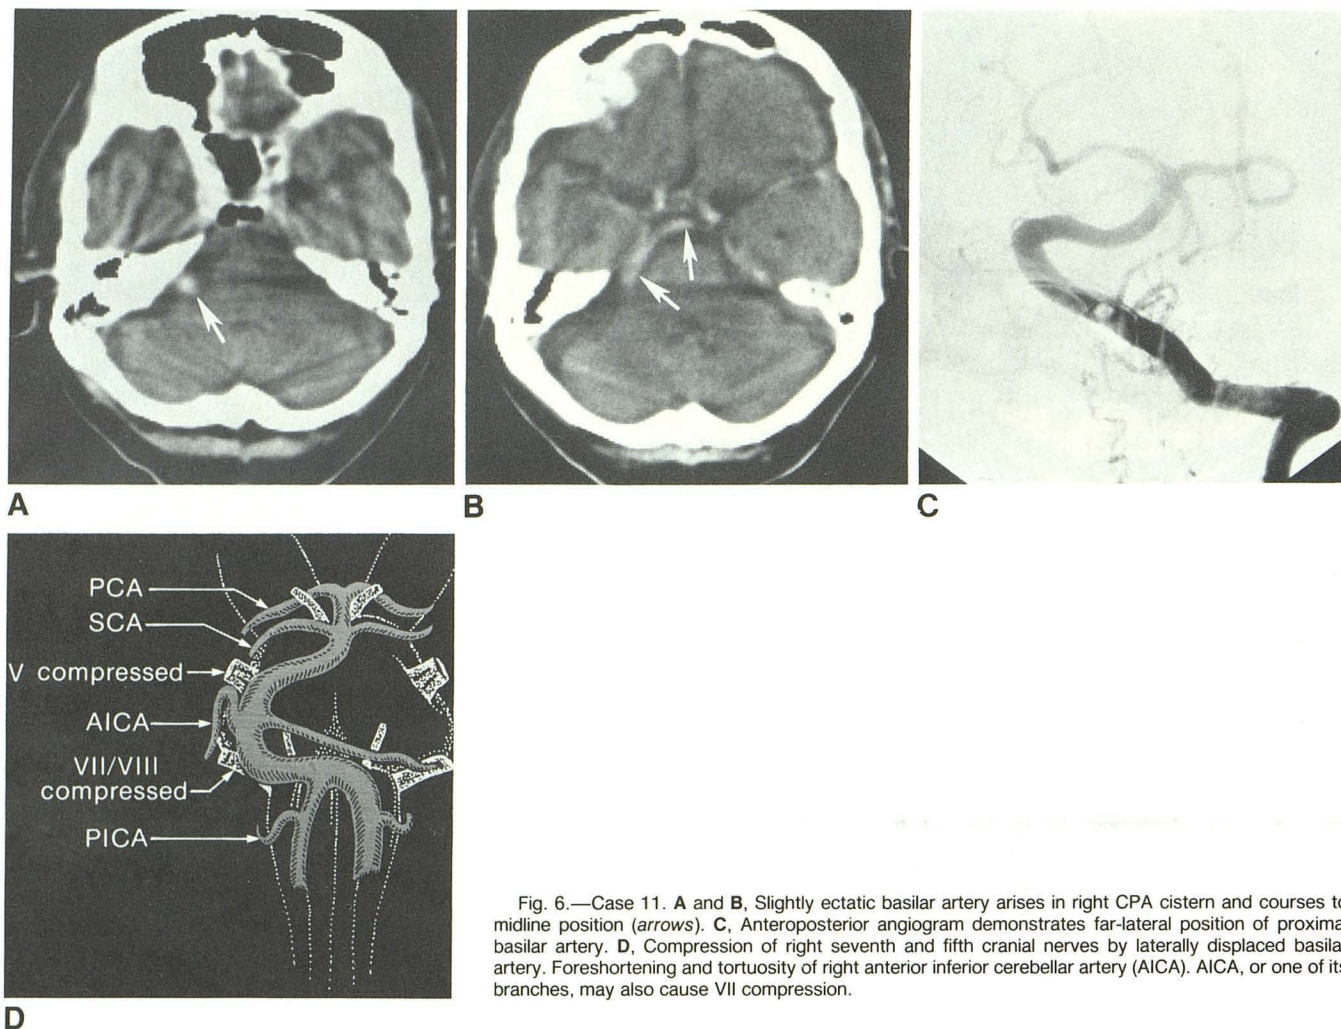 A
B
C
PCA
SCA
V compressed
AICA
VII/VIII
compressed
PICA
D
Fig. 6.—Case 11. A and B, Slightly ectatic basilar artery arises in right CPA cistern and courses to
midline position (arrows). C, Anteroposterior angiogram demonstrates far-lateral position of proxima
basilar artery. D, Compression of right seventh and fifth cranial nerves by laterally displaced basila
artery. Foreshortening and tortuosity of right anterior inferior cerebellar artery (AICA). AICA, or one of its
branches, may also cause VII compression.